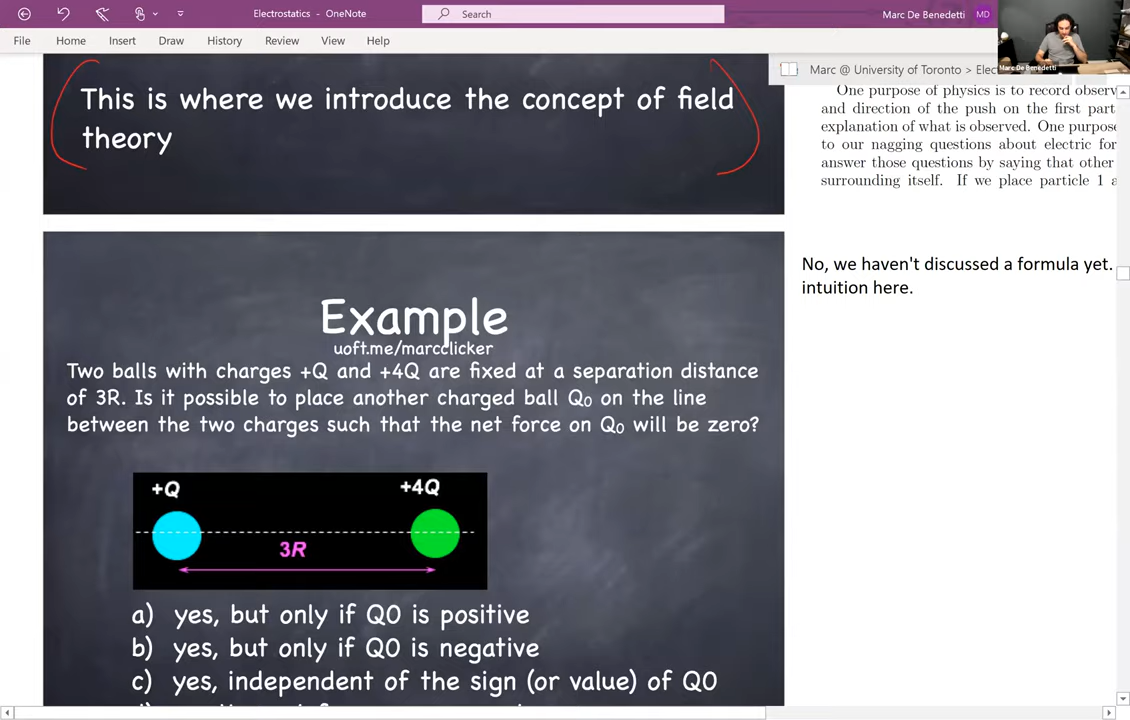 Electrostatics - OneNote
Search
Marc De Benedetti
MD
File Home Insert Draw History Review View Help
Marc De Benedetti
Marc @ University of Toronto > Elec
This is where we introduce the concept of field
theory
One purpose of physics is to record observ
and direction of the push on the first part
explanation of what is observed. One purpose
to our nagging questions about electric for
answer those questions by saying that other
surrounding itself. If we place particle 1 a
No, we haven't discussed a formula yet.
intuition here.
Example
uoft.me/marcclicker
Two balls with charges +Q and +4Q are fixed at a separation distance
of 3R. Is it possible to place another charged ball Q₀ on the line
between the two charges such that the net force on Q₀ will be zero?
+Q
+4Q
3R
a) yes, but only if Q0 is positive
b) yes, but only if Q0 is negative
c) yes, independent of the sign (or value) of Q0